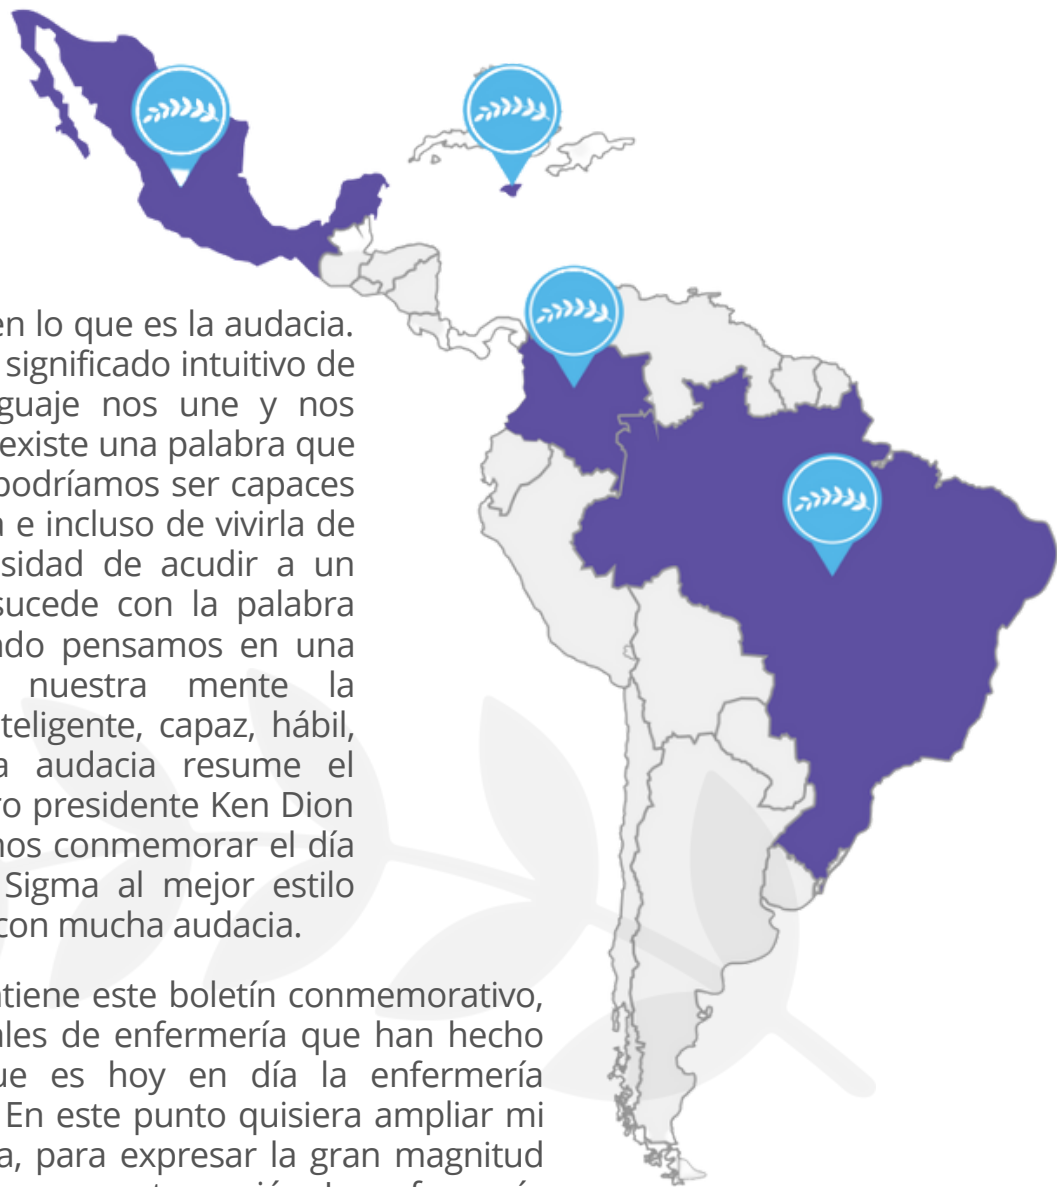 en lo que es la audacia.
significado intuitivo de
guaje nos une y nos
existe una palabra que
podríamos ser capaces
a e incluso de vivirla de
sidad de acudir a un
sucede con la palabra
ndo pensamos en una
nuestra mente la
teligente, capaz, hábil,
a audacia resume el
ro presidente Ken Dion
nos conmemorar el día
Sigma al mejor estilo
con mucha audacia.
tiene este boletín conmemorativo,
ales de enfermería que han hecho
ue es hoy en día la enfermería
En este punto quisiera ampliar mi
a, para expresar la gran magnitud